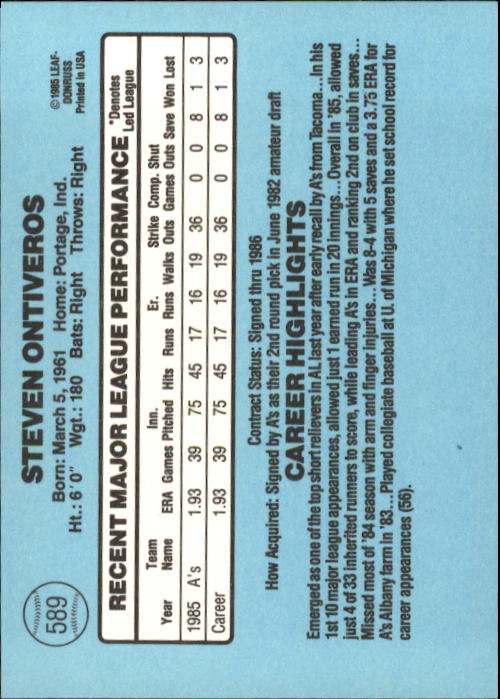 589
STEVEN ONTIVEROS
Born: March 5, 1961 Home: Portage, Ind.
Ht.: 6'0" Wgt.: 180 Bats: Right Throws: Right
©1985 LEAF-
DONRUSS
Printed in USA
RECENT MAJOR LEAGUE PERFORMANCE
*Denotes
Led League
Team Inn. Er. Strike Comp. Shut
Year Name ERA Games Pitched Hits Runs Runs Walks Outs Games Outs Save Won Lost
1985 A's 1.93 39 75 45 17 16 19 36 0 0 8 1 3
Career 1.93 39 75 45 17 16 19 36 0 0 8 1 3
Contract Status: Signed thru 1986
How Acquired: Signed by A's as their 2nd round pick in June 1982 amateur draft
CAREER HIGHLIGHTS
Emerged as one of the top short relievers in AL last year after early recall by A's from Tacoma...In his
1st 10 major league appearances, allowed just 1 earned run in 20 innings...Overall in '85, allowed
just 4 of 33 inherited runners to score, while leading A's in ERA and ranking 2nd on club in saves...
Missed most of '84 season with arm and finger injuries...Was 8-4 with 5 saves and a 3.75 ERA for
A's Albany farm in '83...Played collegiate baseball at U. of Michigan where he set school record for
career appearances (56).